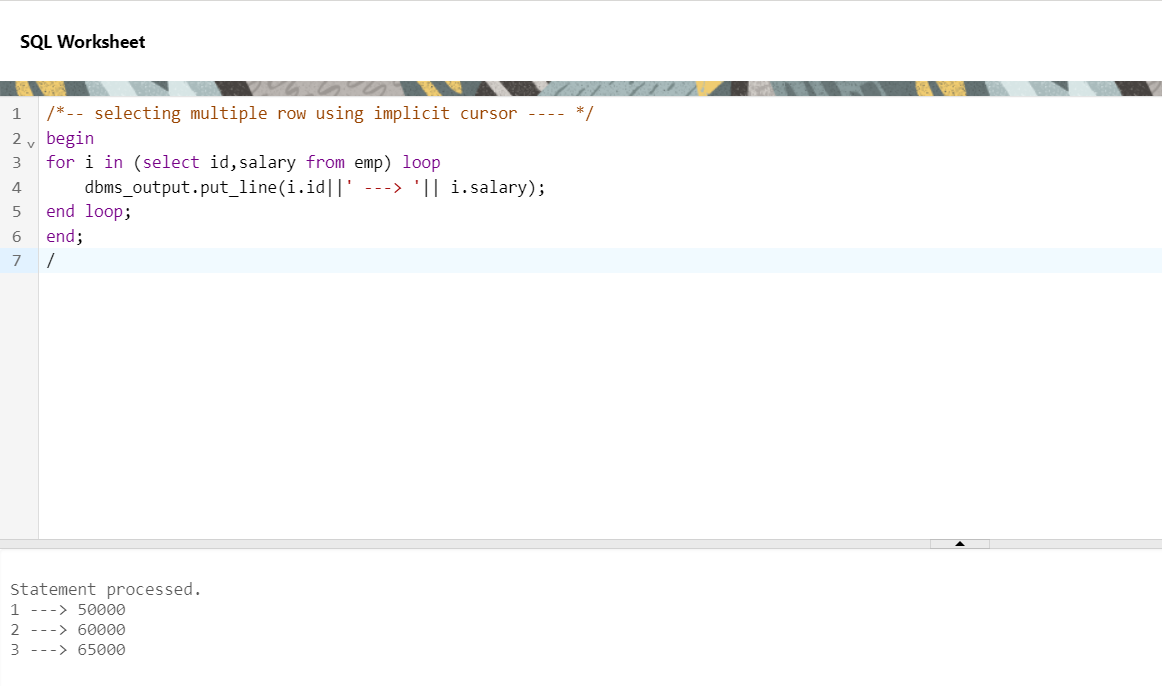 SQL Worksheet
1 /*-- selecting multiple row using implicit cursor ---- */
2 begin
3 for i in (select id,salary from emp) loop
4     dbms_output.put_line(i.id||' ---> '|| i.salary);
5 end loop;
6 end;
7 /
Statement processed.
1 ---> 50000
2 ---> 60000
3 ---> 65000